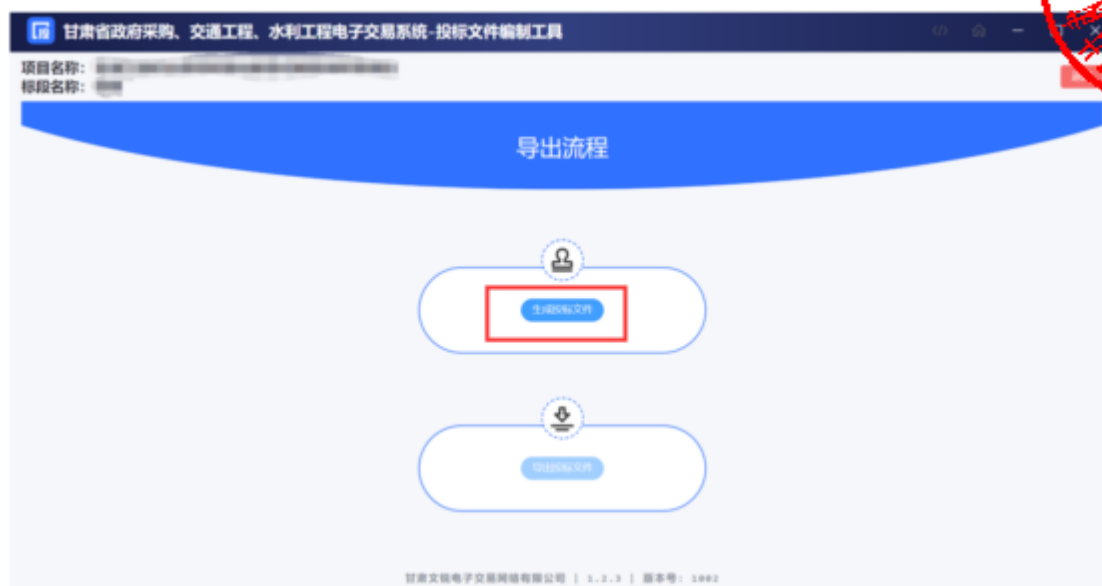 甘肃省政府采购、交通工程、水利工程电子交易系统-投标文件编制工具
项目名称:
标段名称:
导出流程
生成投标文件
导出投标文件
甘肃文锐电子交易网络有限公司 | 1.2.3 | 版本号: 1002